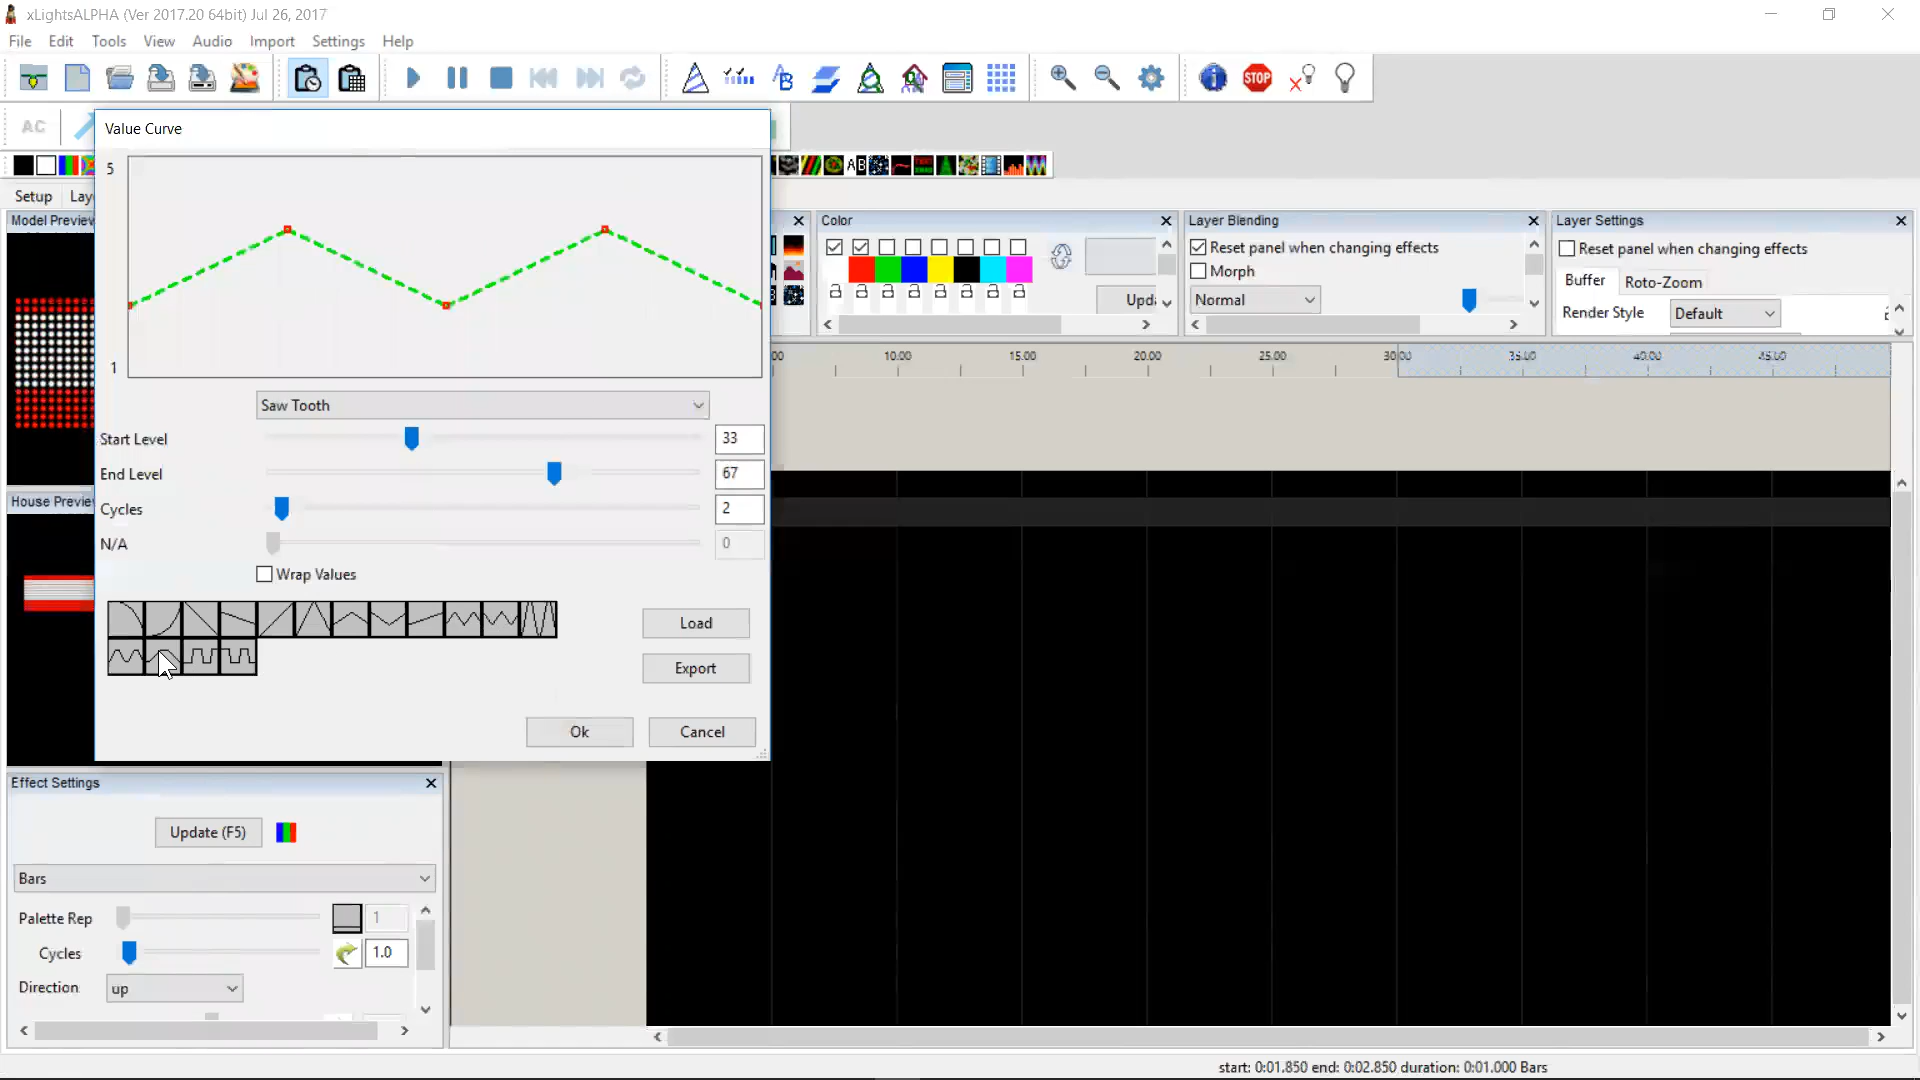 xLightsALPHA (Ver 2017.20 64bit) Jul 26, 2017
File Edit Tools View Audio Import Settings Help
STOP
AC
Value Curve
5
1
AB
Setup
Model Preview
Color
Layer Blending
Layer Settings
Reset panel when changing effects
Reset panel when changing effects
Morph
Buffer
Roto-Zoom
Normal
Render Style
Default
10.00 15.00 20.00 25.00 30.00 35.00 40.00 45.00
Saw Tooth
Start Level 33
End Level 67
Cycles 2
N/A 0
Wrap Values
House Preview
Load
Export
Ok
Cancel
Effect Settings
Update (F5)
Bars
Palette Rep 1
Cycles 1.0
Direction up
start: 0:01.850 end: 0:02.850 duration: 0:01.000 Bars